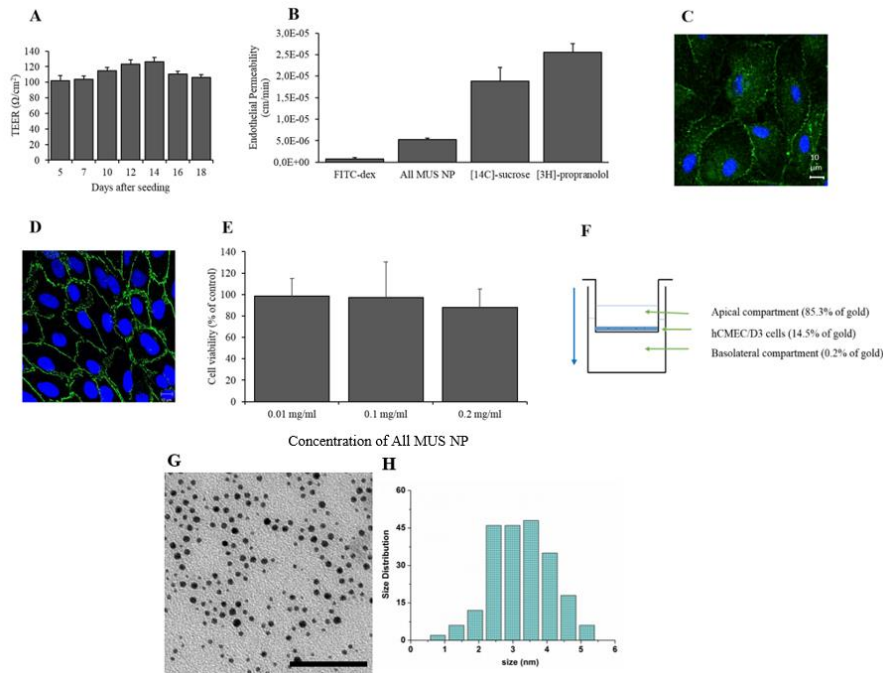 A
TEER (Ω/cm²)
140
120
100
80
60
40
20
0
5 7 10 12 14 16 18
Days after seeding
B
Endothelial Permeability
(cm/min)
3,0E-05
2,5E-05
2,0E-05
1,5E-05
1,0E-05
5,0E-06
0,0E+00
FITC-dex All MUS NP [14C]-sucrose [3H]-propranolol
C
10
µm
D
E
Cell viability (% of control)
140
120
100
80
60
40
20
0
0.01 mg/ml 0.1 mg/ml 0.2 mg/ml
Concentration of All MUS NP
F
Apical compartment (85.3% of gold)
hCMEC/D3 cells (14.5% of gold)
Basolateral compartment (0.2% of gold)
G
H
Size Distribution
60
45
30
15
0
0 1 2 3 4 5 6
size (nm)